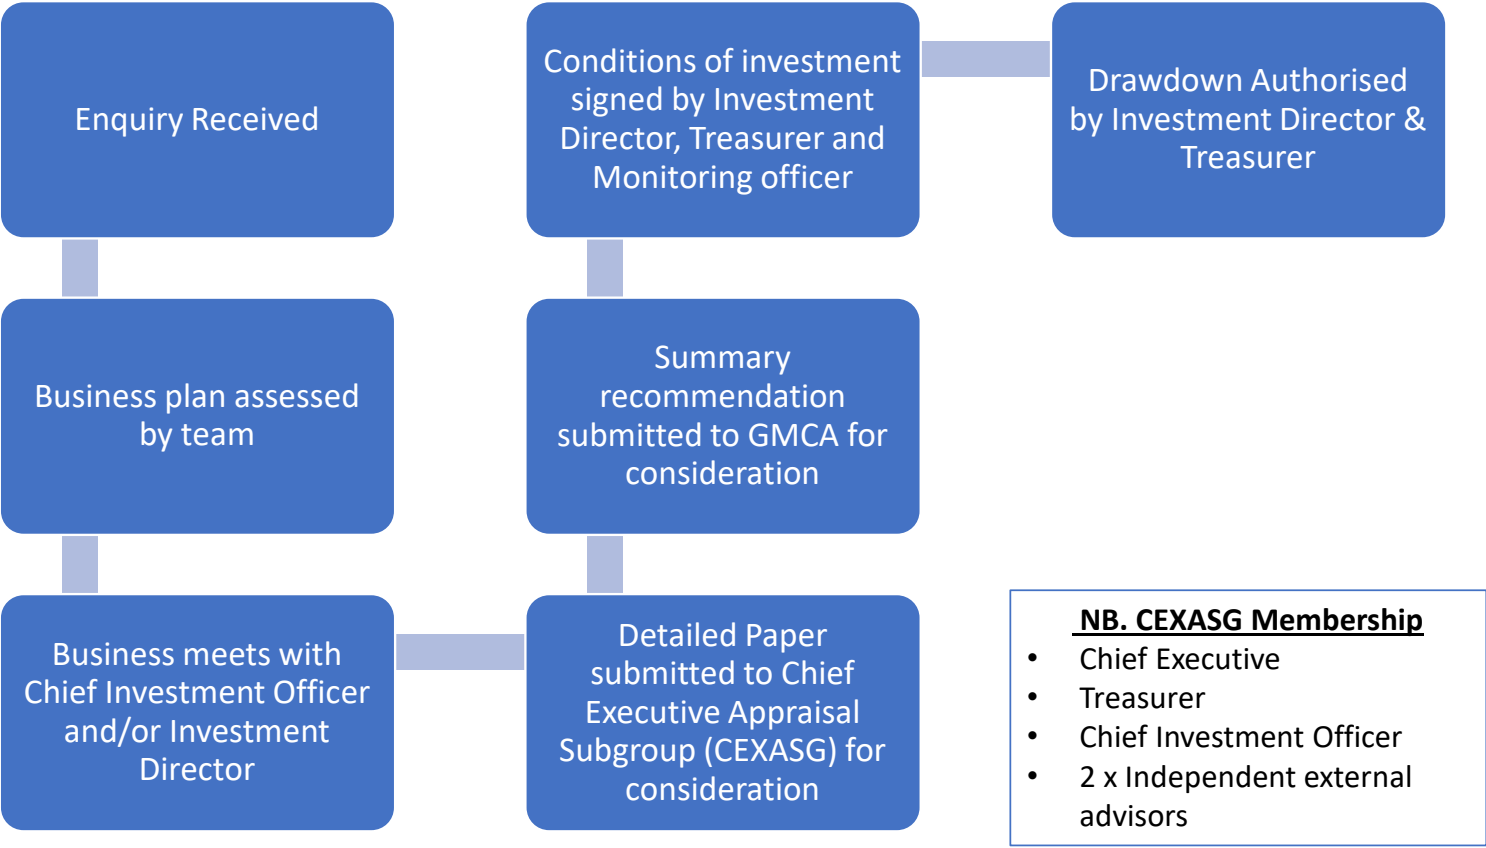 Enquiry Received
Business plan assessed
by team
Business meets with
Chief Investment Officer
and/or Investment
Director
Detailed Paper
submitted to Chief
Executive Appraisal
Subgroup (CEXASG) for
consideration
Summary
recommendation
submitted to GMCA for
consideration
Conditions of investment
signed by Investment
Director, Treasurer and
Monitoring officer
Drawdown Authorised
by Investment Director &
Treasurer
NB. CEXASG Membership
• Chief Executive
• Treasurer
• Chief Investment Officer
• 2 x Independent external
advisors